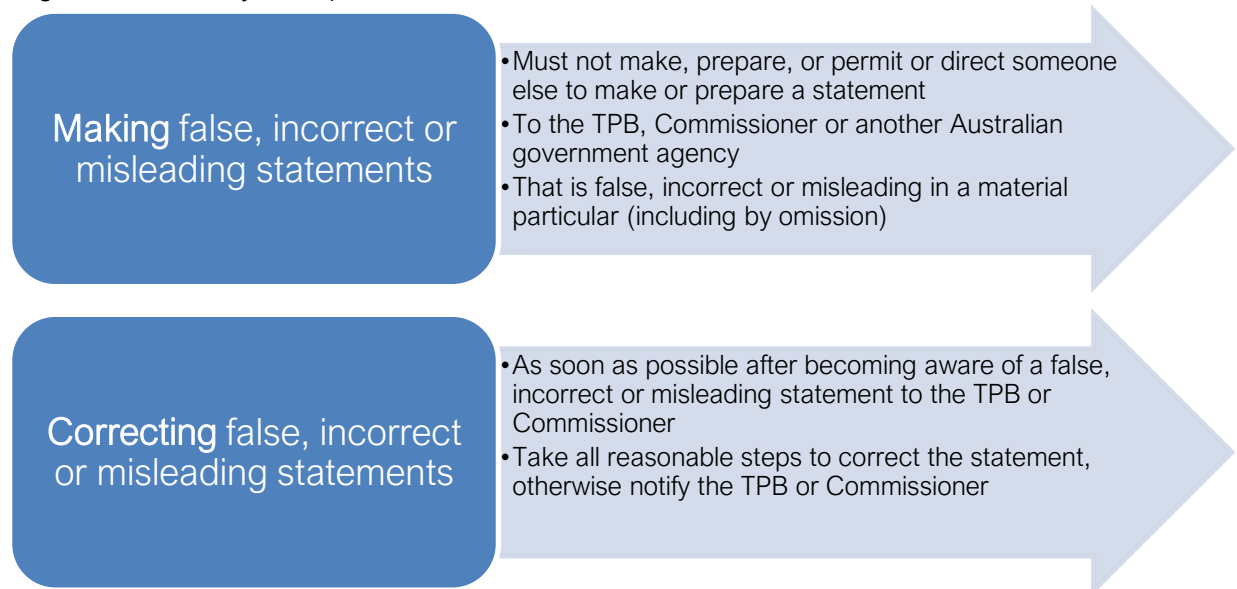 Making false, incorrect or
misleading statements
•Must not make, prepare, or permit or direct someone
else to make or prepare a statement
•To the TPB, Commissioner or another Australian
government agency
•That is false, incorrect or misleading in a material
particular (including by omission)
Correcting false, incorrect
or misleading statements
•As soon as possible after becoming aware of a false,
incorrect or misleading statement to the TPB or
Commissioner
•Take all reasonable steps to correct the statement,
otherwise notify the TPB or Commissioner